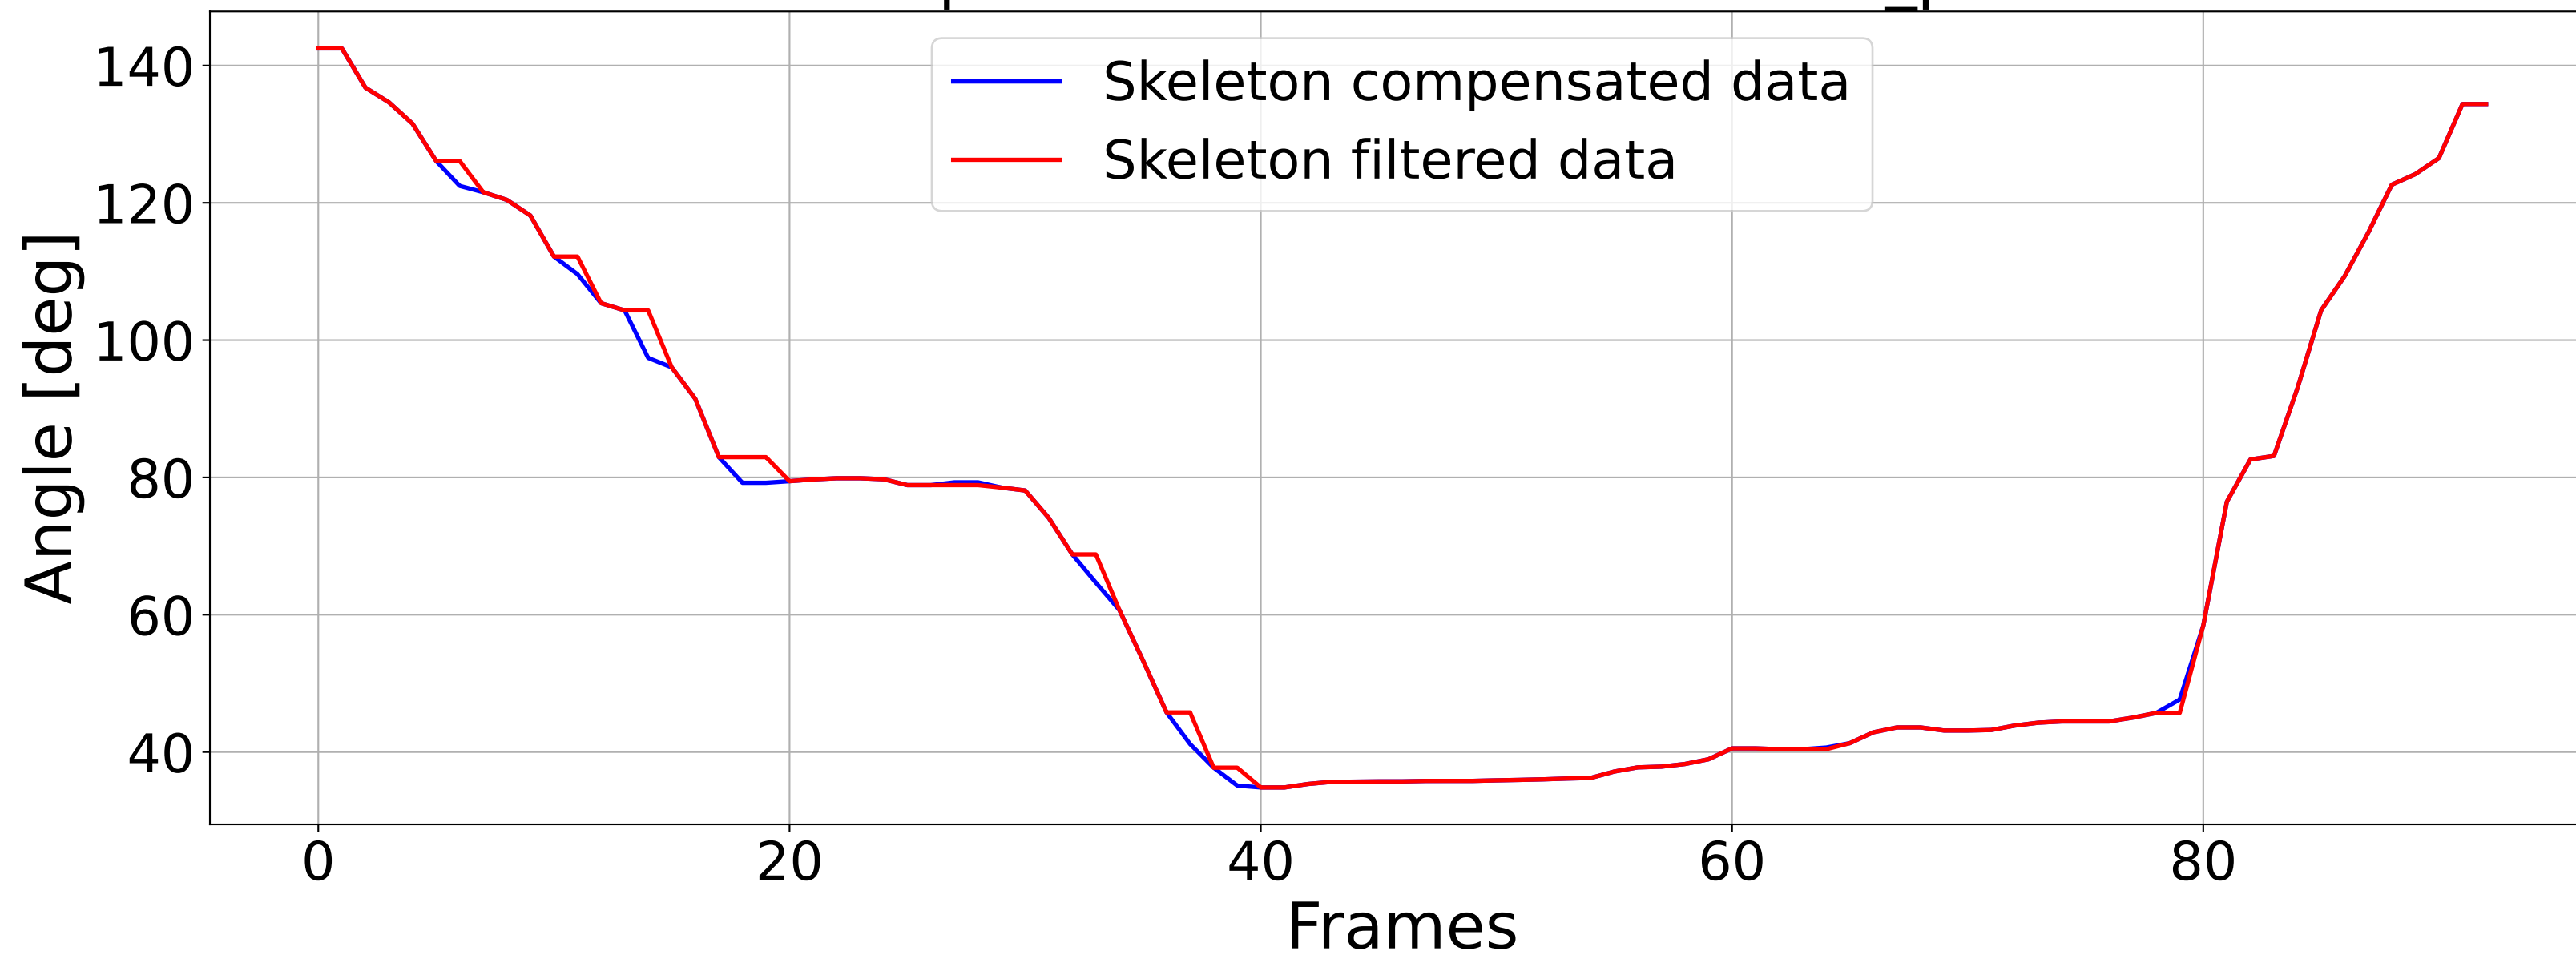 Skeleton compensated data
Skeleton filtered data
140
120
100
80
60
40
Angle [deg]
0 20 40 60 80
Frames